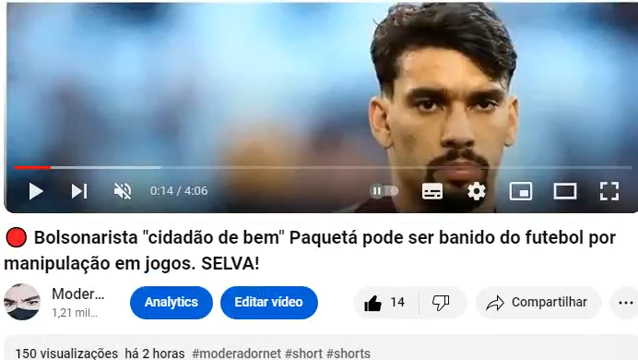 0:14 / 4:06
🔴 Bolsonarista "cidadão de bem" Paquetá pode ser banido do futebol por
manipulação em jogos. SELVA!
Moder... Analytics Editar vídeo 14 Compartilhar ...
1,21 mil...
150 visualizações há 2 horas #moderadornet #short #shorts